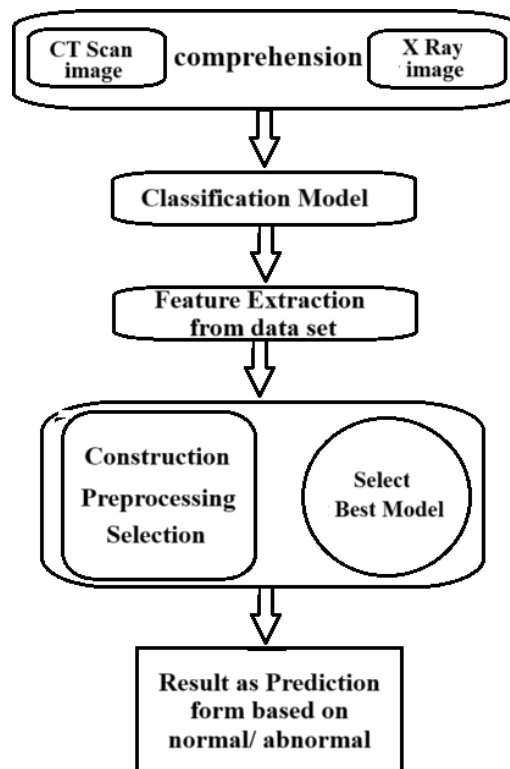 CT Scan
image
comprehension
X Ray
image
Classification Model
Feature Extraction
from data set
Construction
Preprocessing
Selection
Select
Best Model
Result as Prediction
form based on
normal/ abnormal